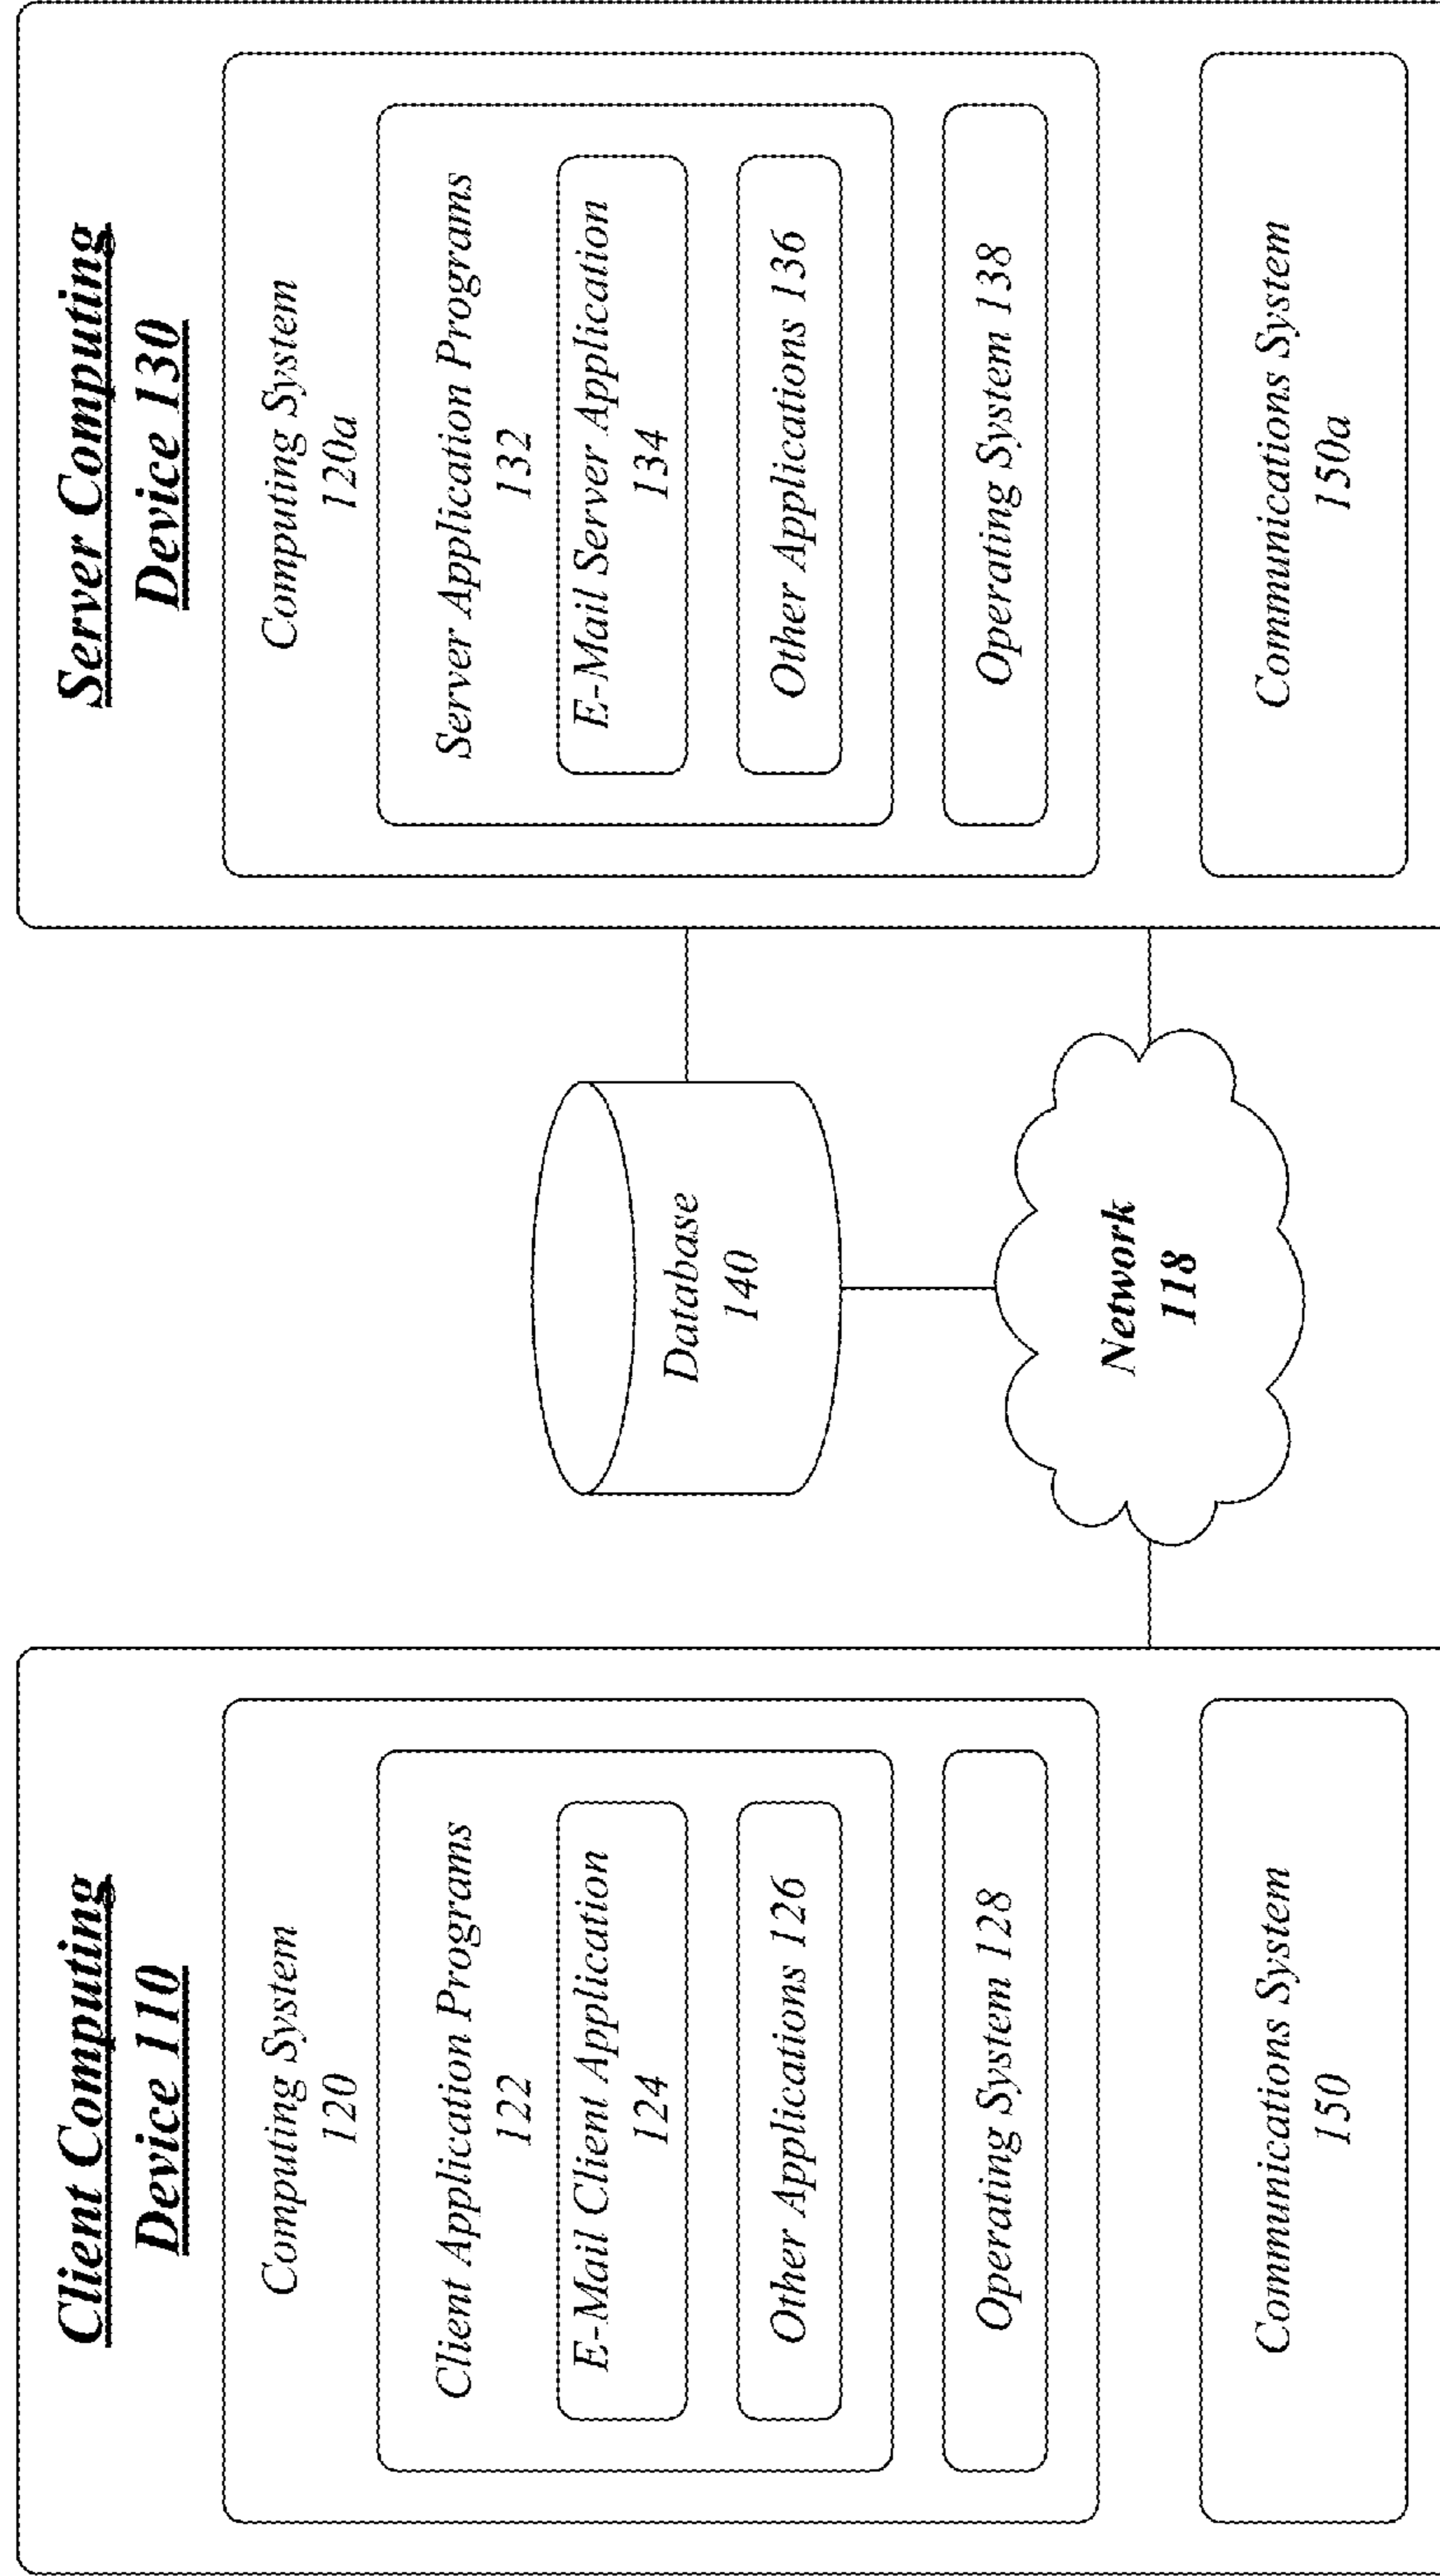 Client Computing
Device 110
Computing System
120
Client Application Programs
122
E-Mail Client Application
124
Other Applications 126
Operating System 128
Communications System
150
Database
140
Network
118
Server Computing
Device 130
Computing System
120a
Server Application Programs
132
E-Mail Server Application
134
Other Applications 136
Operating System 138
Communications System
150a